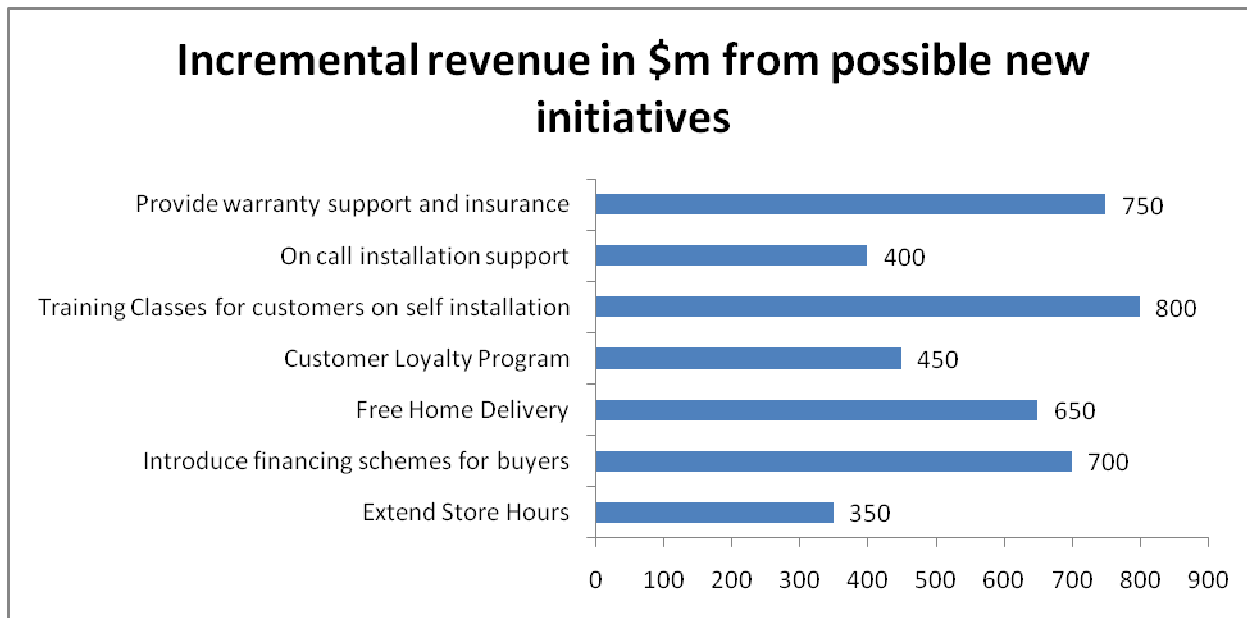 Incremental revenue in $m from possible new
initiatives
Provide warranty support and insurance 750
On call installation support 400
Training Classes for customers on self installation 800
Customer Loyalty Program 450
Free Home Delivery 650
Introduce financing schemes for buyers 700
Extend Store Hours 350
0 100 200 300 400 500 600 700 800 900